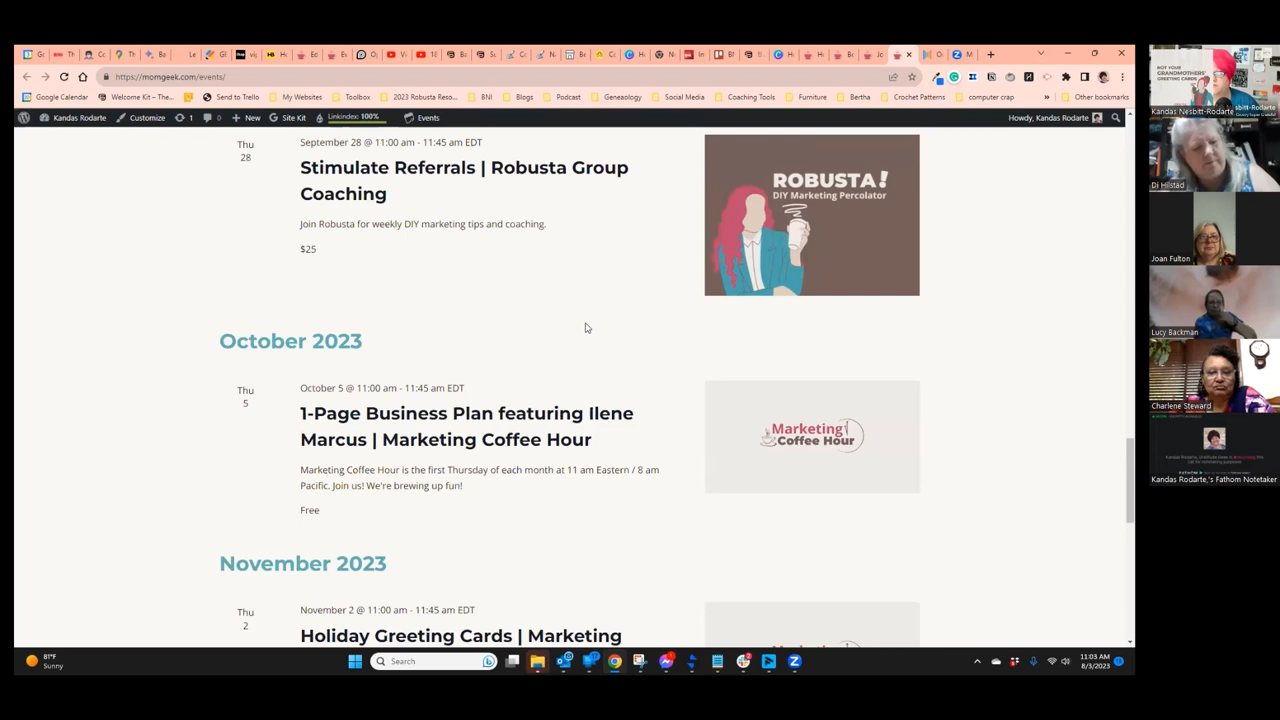 https://momgeek.com/events/
Google Calendar
Welcome Kit — The...
Send to Trello
My Websites
Toolbox
2023 Robusta Reso...
BNI
Blogs
Podcast
Geneaology
Social Media
Coaching Tools
Furniture
Bertha
Crochet Patterns
computer crap
»
Other bookmarks
Kandas Rodarte
Customize
1
New
Site Kit
Linkindex: 100%
Events
Howdy, Kandas Rodarte
Thu
28
September 28 @ 11:00 am - 11:45 am EDT
Stimulate Referrals | Robusta Group
Coaching
Join Robusta for weekly DIY marketing tips and coaching.
$25
ROBUSTA!
DIY Marketing Percolator
October 2023
Thu
5
October 5 @ 11:00 am - 11:45 am EDT
1-Page Business Plan featuring Ilene
Marcus | Marketing Coffee Hour
Marketing Coffee Hour is the first Thursday of each month at 11 am Eastern / 8 am
Pacific. Join us! We're brewing up fun!
Free
Marketing
Coffee Hour
November 2023
Thu
2
November 2 @ 11:00 am - 11:45 am EDT
Holiday Greeting Cards | Marketing
81°F
Sunny
Search
11:03 AM
8/3/2023
NOT YOUR
GRANDMOTHERS'
GREETING CARDS
Kandas Nesbitt-Rodarte
sbitt-Rodarte
Di Hilstad
Joan Fulton
Lucy Backman
Charlene Steward
Kandas Rodarte,'s Fathom Notetaker